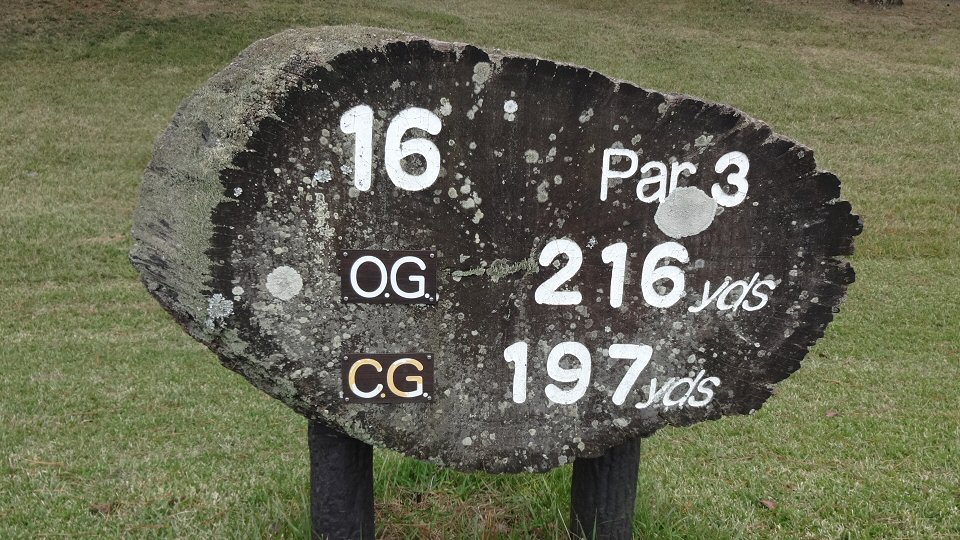 16
Par 3
O.G. 216 yds
C.G. 197 yds